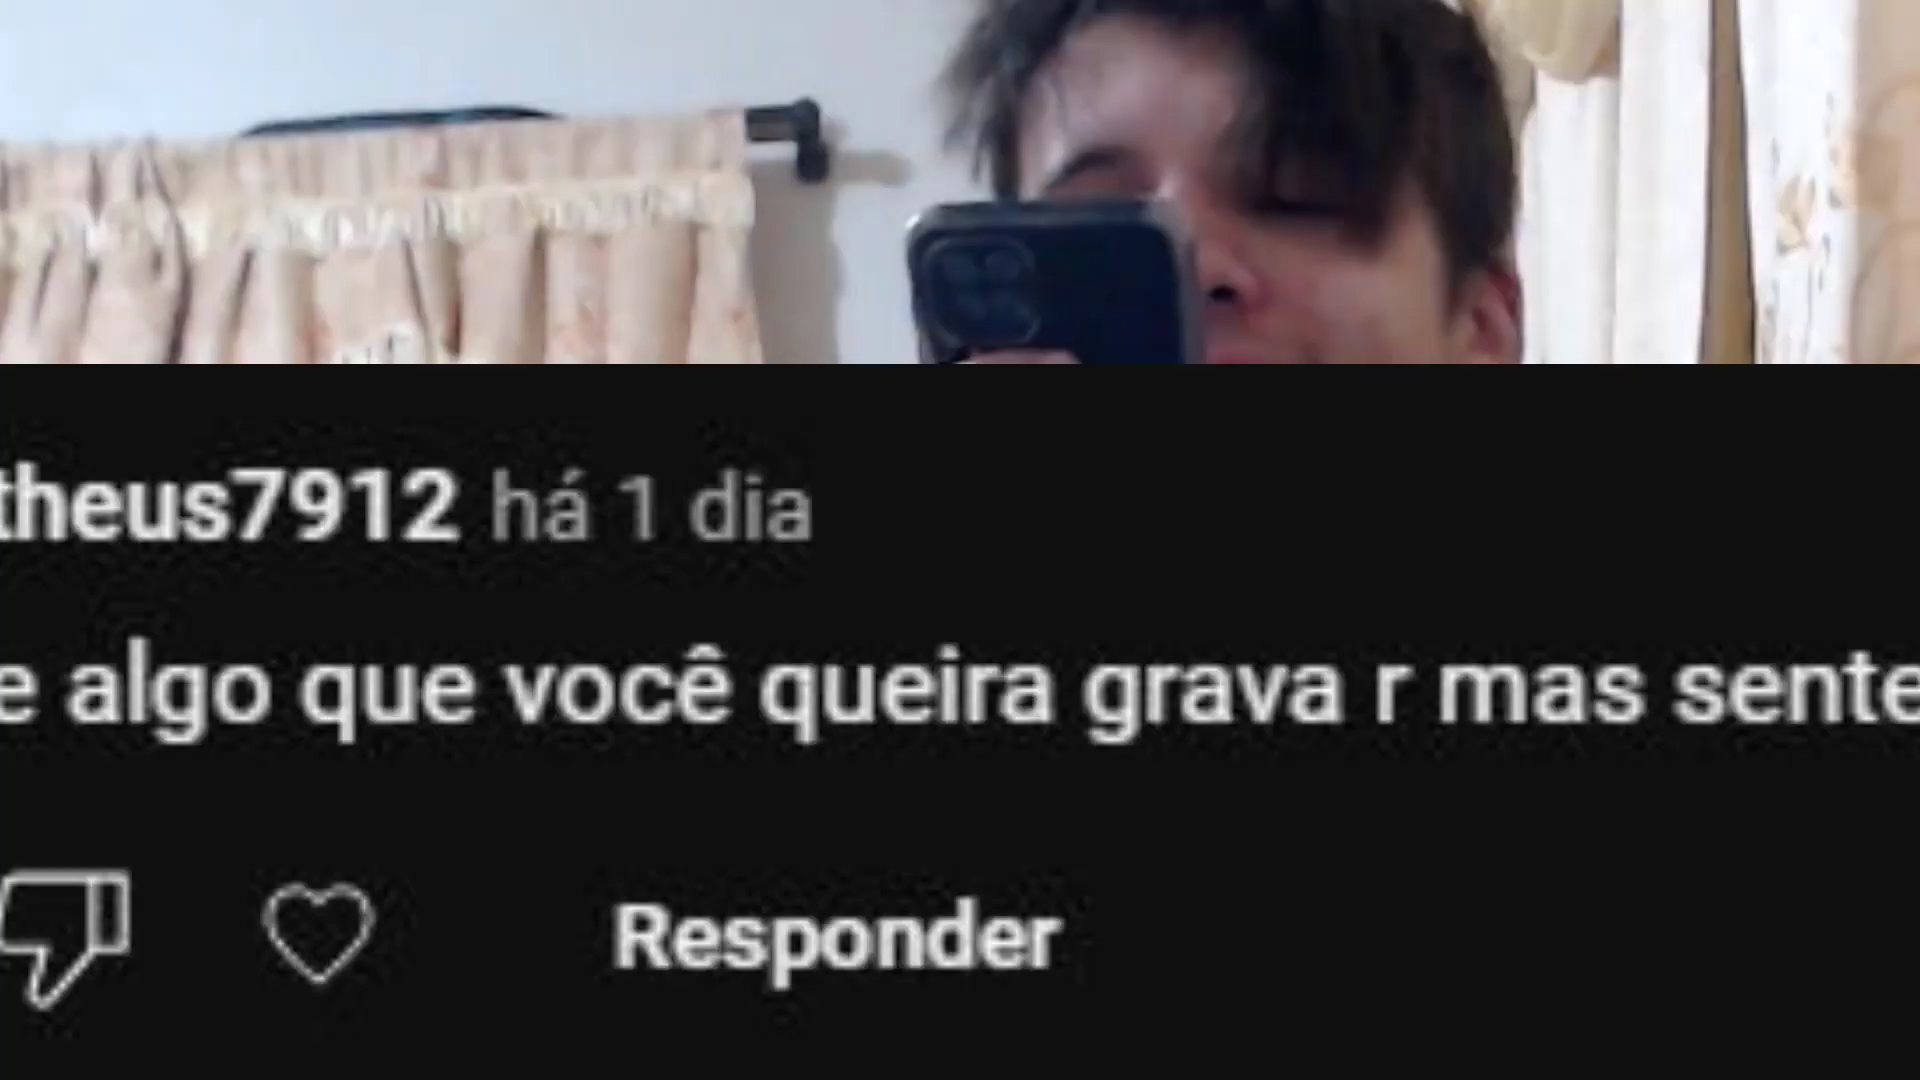 theus7912 há 1 dia
e algo que você queira grava r mas sente
Responder